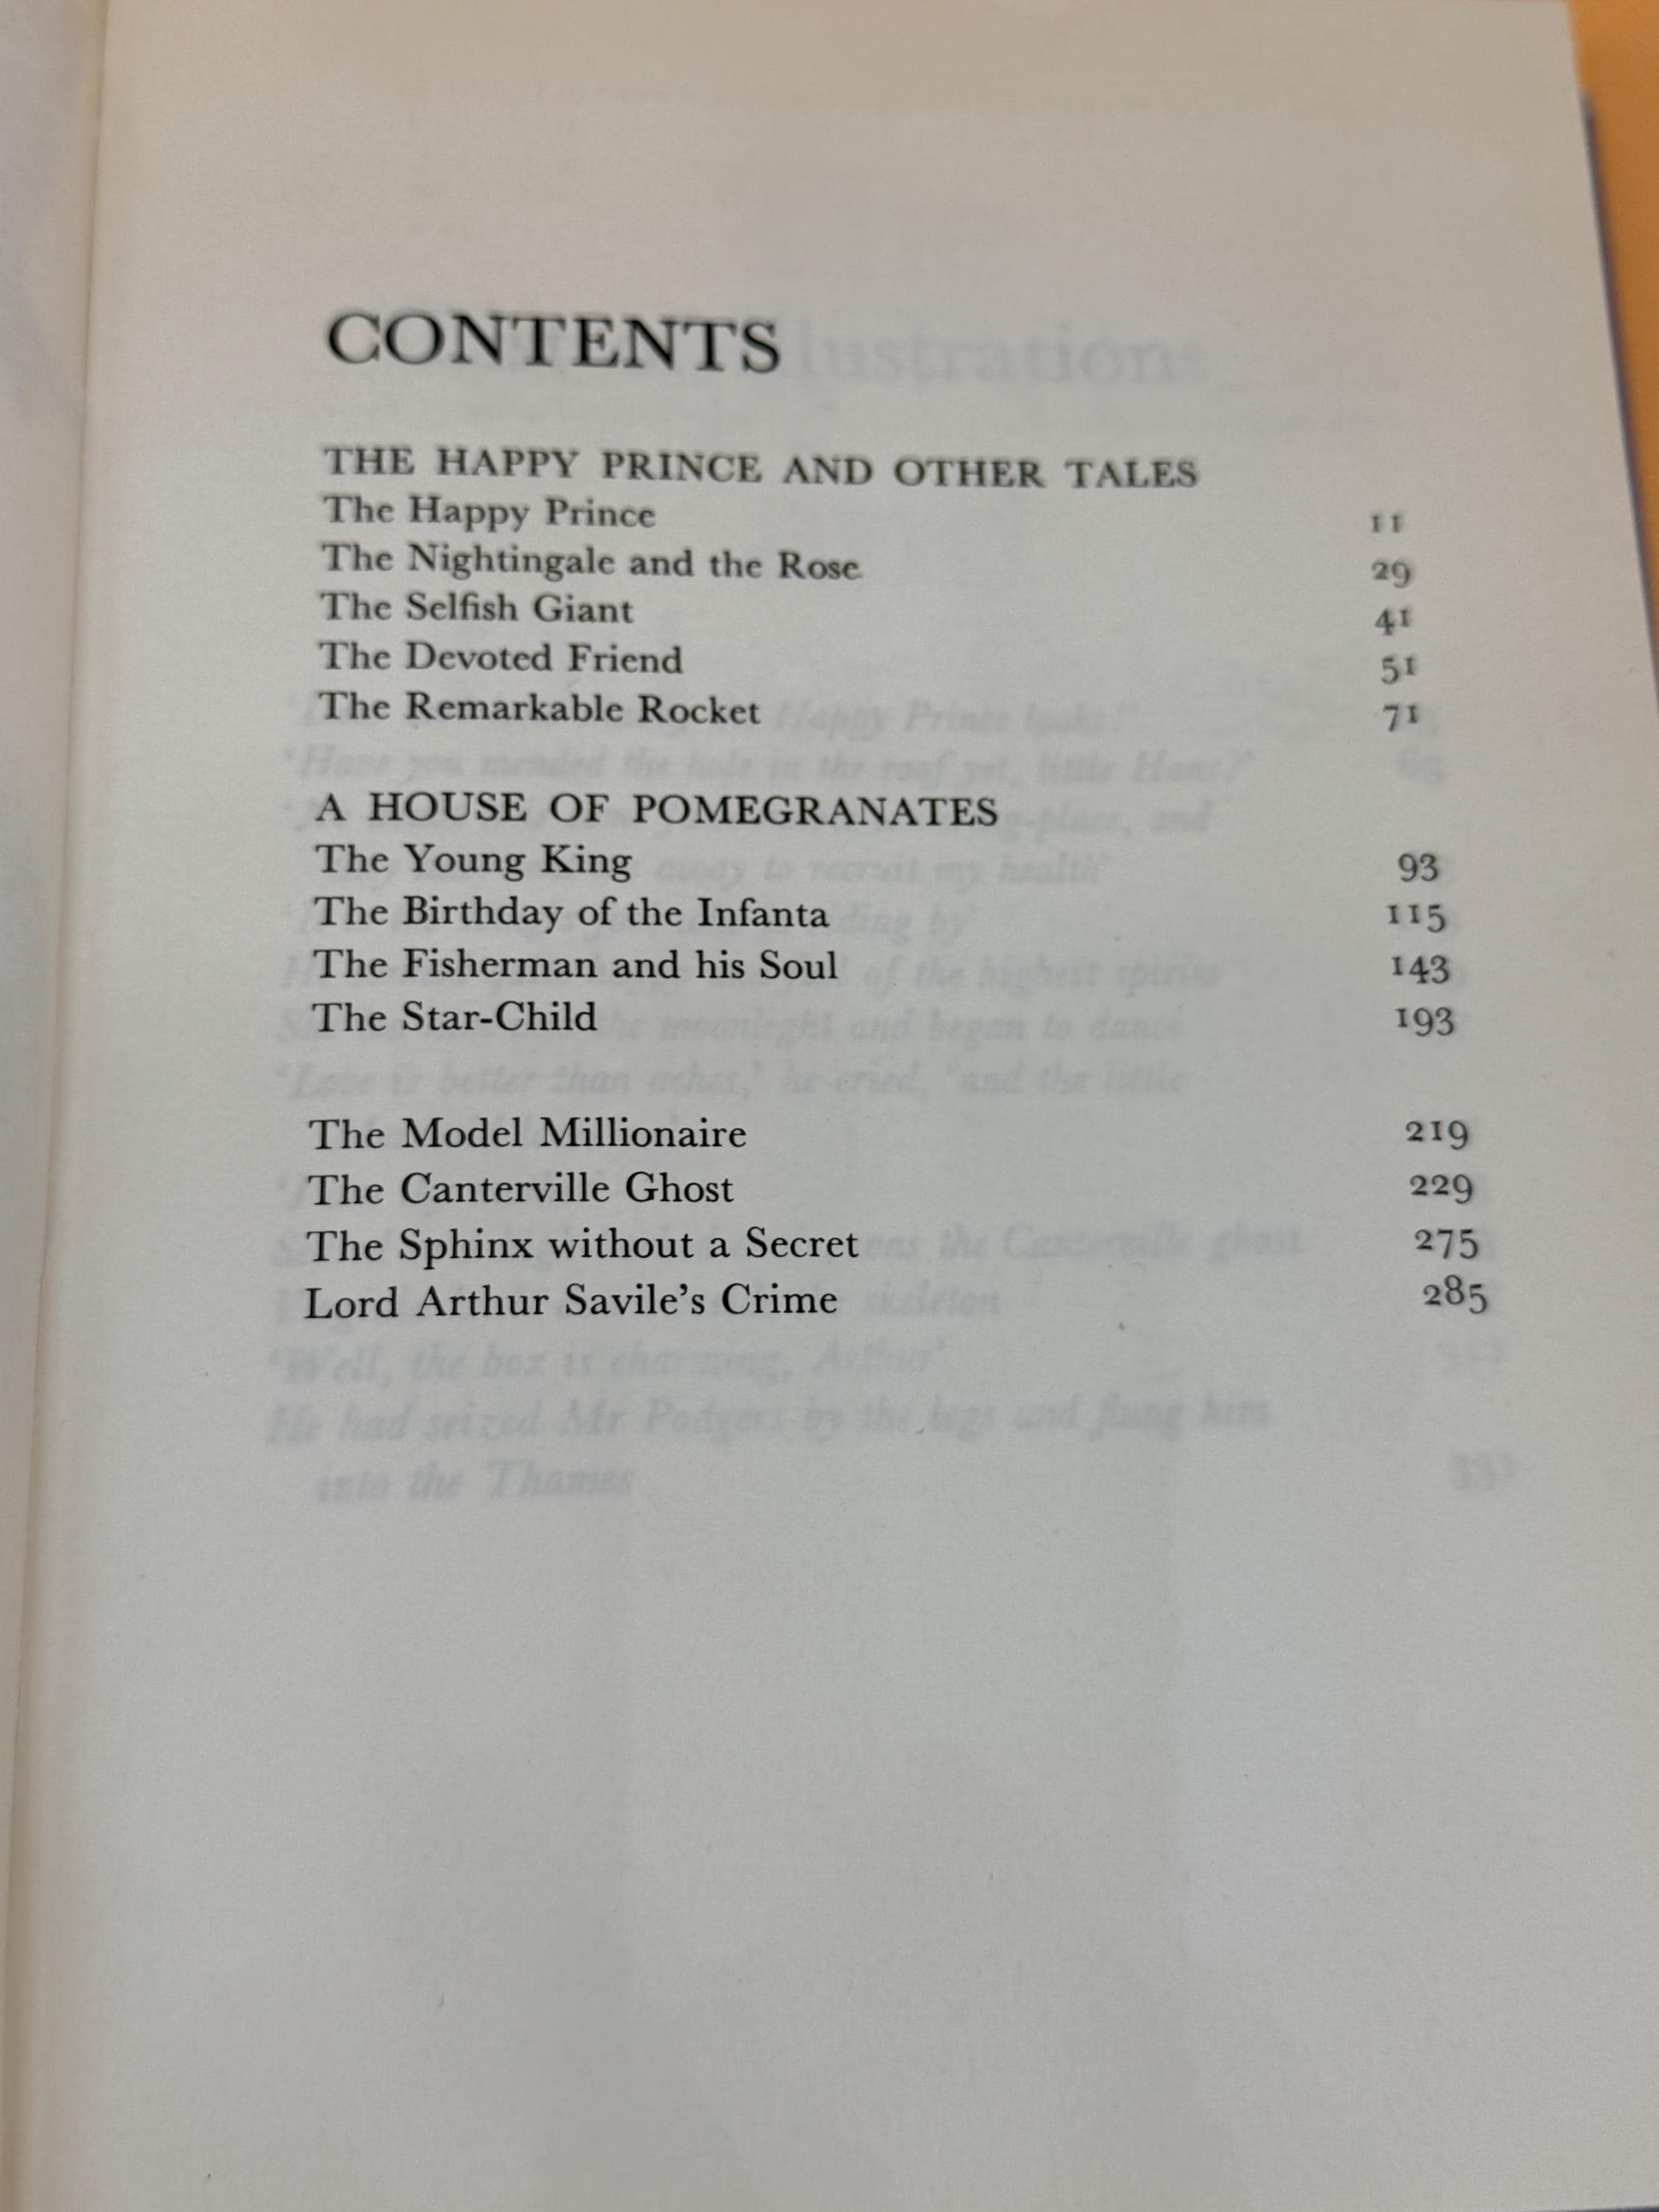 CONTENTS
THE HAPPY PRINCE AND OTHER TALES
The Happy Prince 11
The Nightingale and the Rose 29
The Selfish Giant 41
The Devoted Friend 51
The Remarkable Rocket 71
A HOUSE OF POMEGRANATES
The Young King 93
The Birthday of the Infanta 115
The Fisherman and his Soul 143
The Star-Child 193
The Model Millionaire 219
The Canterville Ghost 229
The Sphinx without a Secret 275
Lord Arthur Savile's Crime 285